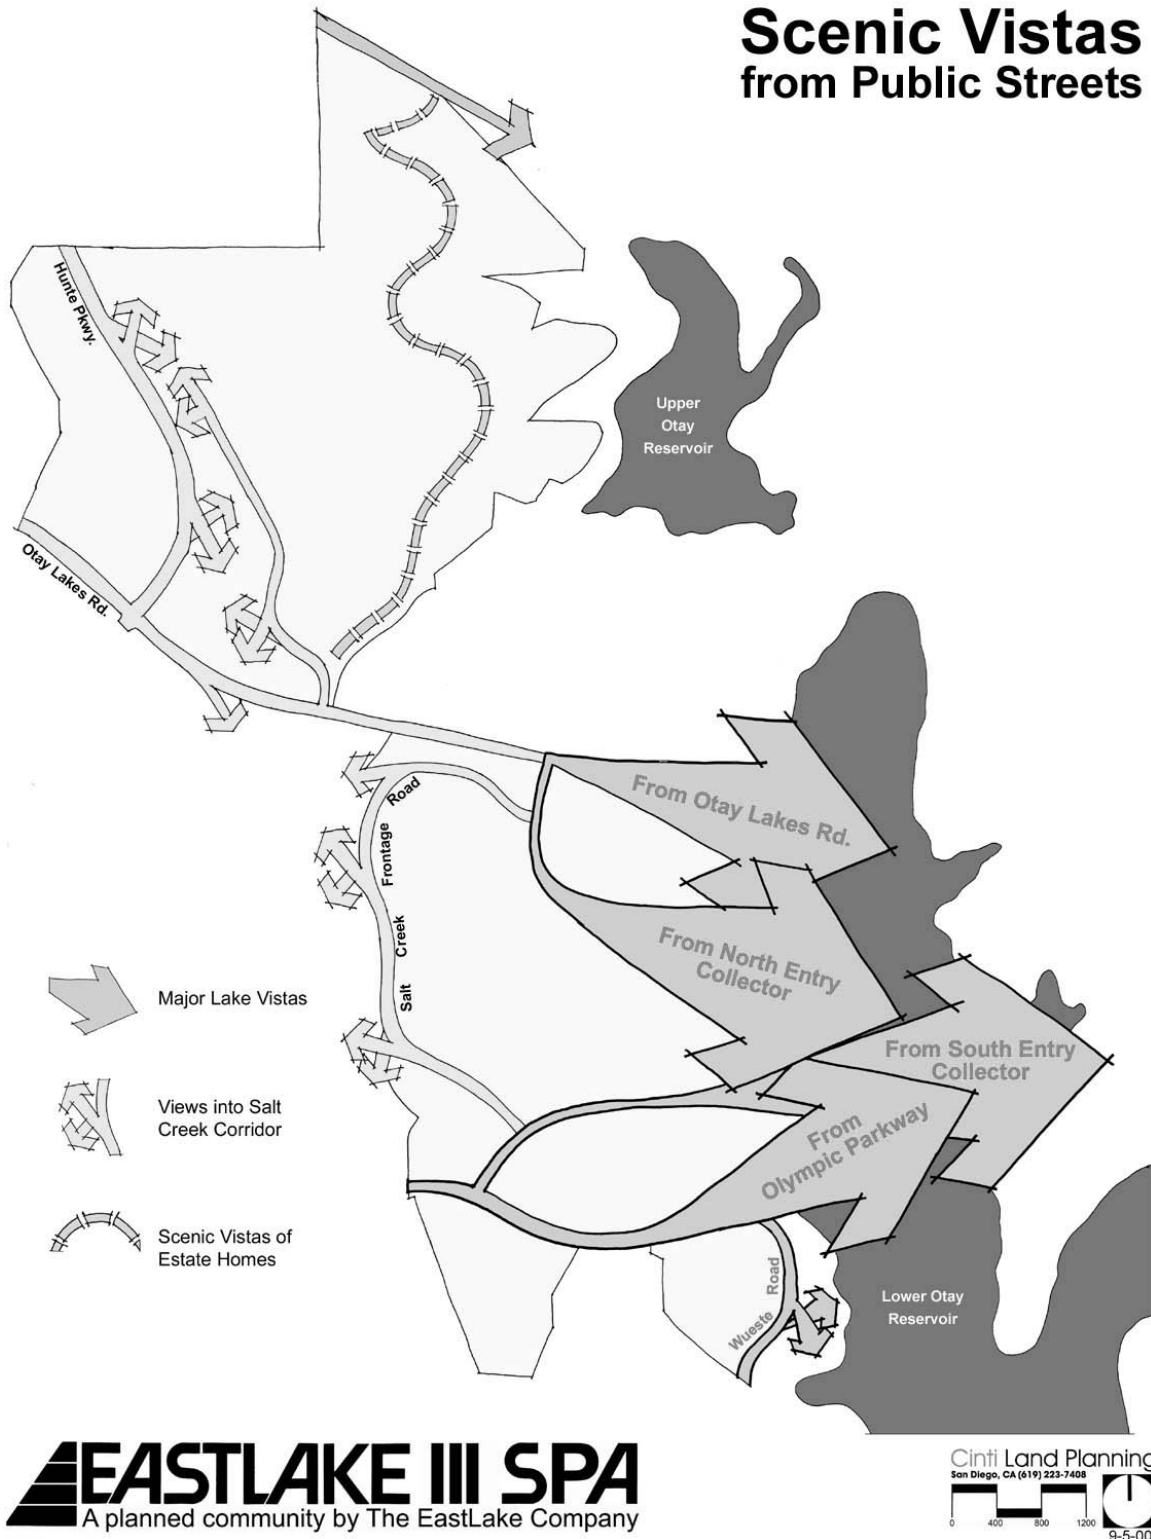 Scenic Vistas
from Public Streets
Hunte Pkwy.
Upper
Otay
Reservoir
Otay Lakes Rd.
From Otay Lakes Rd.
Road
Frontage
Creek
Salt
From North Entry
Collector
Major Lake Vistas
From South Entry
Collector
Views into Salt
Creek Corridor
From
Olympic Parkway
Scenic Vistas of
Estate Homes
Wueste
Road
Lower Otay
Reservoir
EASTLAKE III SPA
A planned community by The EastLake Company
Cinti Land Planning
San Diego, CA (619) 223-7408
0 400 800 1200
9-5-00